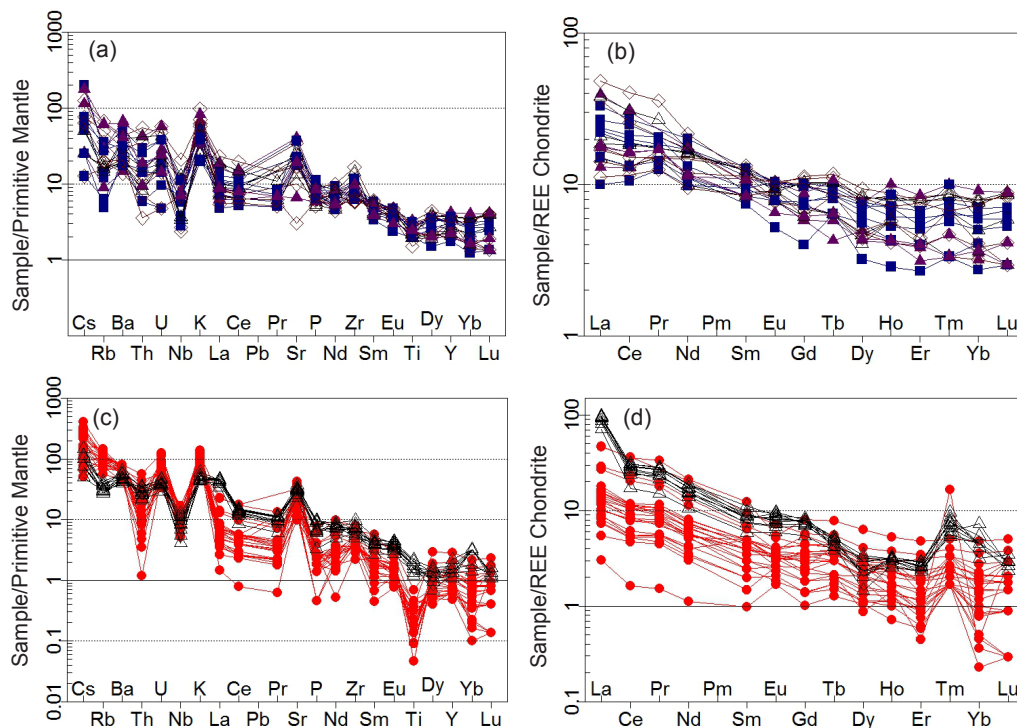 (a)
Sample/Primitive Mantle
1000
100
10
1
Cs Ba U K Ce Pr P Zr Eu Dy Yb
Rb Th Nb La Pb Sr Nd Sm Ti Y Lu
(b)
Sample/REE Chondrite
100
10
1
La Pr Pm Eu Tb Ho Tm Lu
Ce Nd Sm Gd Dy Er Yb
(c)
Sample/Primitive Mantle
1000
100
10
1
0.1
0.01
Cs Ba U K Ce Pr P Zr Eu Dy Yb
Rb Th Nb La Pb Sr Nd Sm Ti Y Lu
(d)
Sample/REE Chondrite
100
10
1
0.1
La Pr Pm Eu Tb Ho Tm Lu
Ce Nd Sm Gd Dy Er Yb